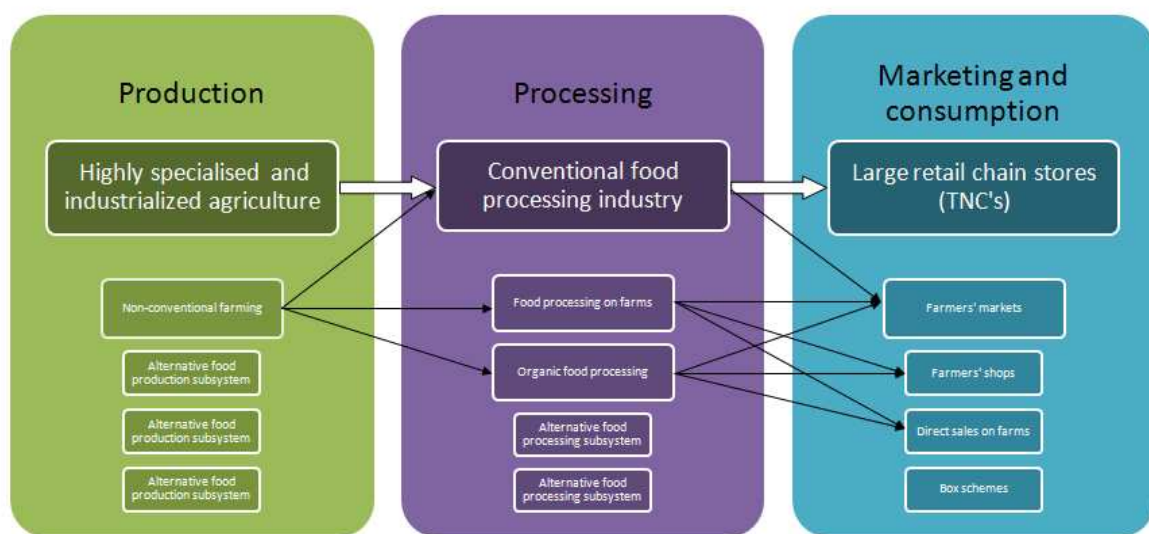 Production
Highly specialised and
industrialized agriculture
Non-conventional farming
Alternative food
production subsystem
Alternative food
production subsystem
Alternative food
production subsystem
Processing
Conventional food
processing industry
Food processing on farms
Organic food processing
Alternative food
processing subsystem
Alternative food
processing subsystem
Marketing and
consumption
Large retail chain stores
(TNC's)
Farmers' markets
Farmers' shops
Direct sales on farms
Box schemes